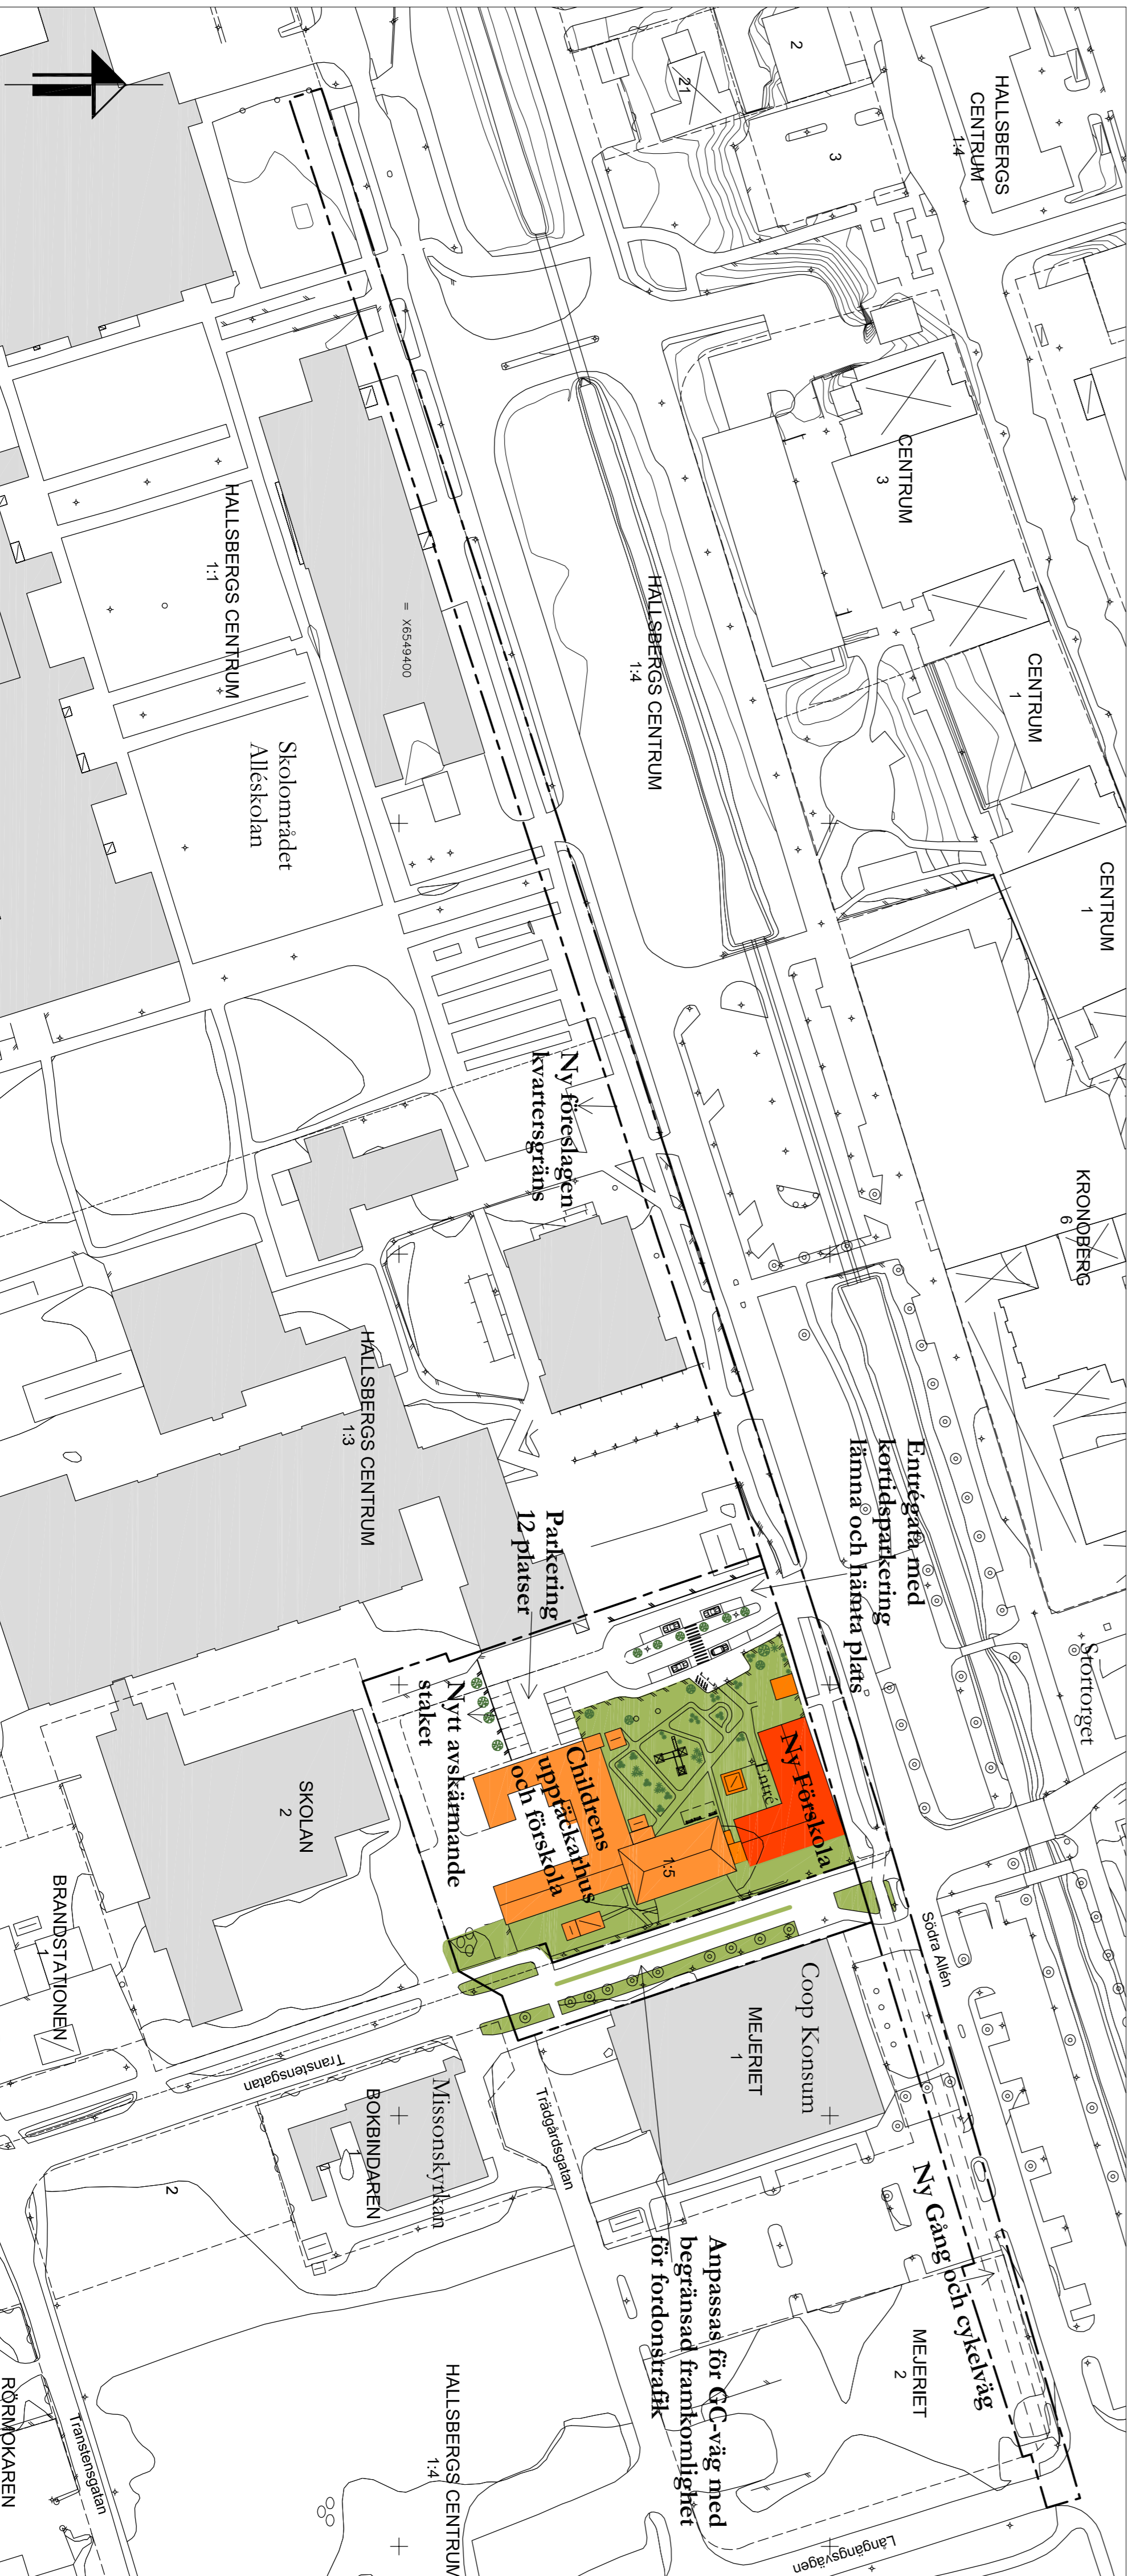 HALLSBERGS
CENTRUM
1:4
2
21
3
CENTRUM
3
CENTRUM
1
CENTRUM
1
HALLSBERGS CENTRUM
1:4
HALLSBERGS CENTRUM
1:1
= X6549400
Skolområdet
Alléskolan
KRONOBERG
6
Stortorget
Ny föreslagen
kvartersgräns
HALLSBERGS CENTRUM
1:3
Entrégata med
kortidsparkering
lämna och hämta plats
Parkering
12 platser
Nytt avskärmande
staket
Ny Förskola
Entré
Childrens
upptäckarhus
och förskola
1:5
SKOLAN
2
BRANDSTATIONEN
1
Södra Allén
Coop Konsum
MEJERIET
1
Transtensgatan
Missonskyrkan
BOKBINDAREN
1
Trädgårdsgatan
2
Ny Gång och cykelväg
Anpassas för GC-väg med
begränsad framkomlighet
för fordonstrafik
MEJERIET
2
HALLSBERGS CENTRUM
1:4
Transtensgatan
RÖRMOKAREN
Långängsvägen